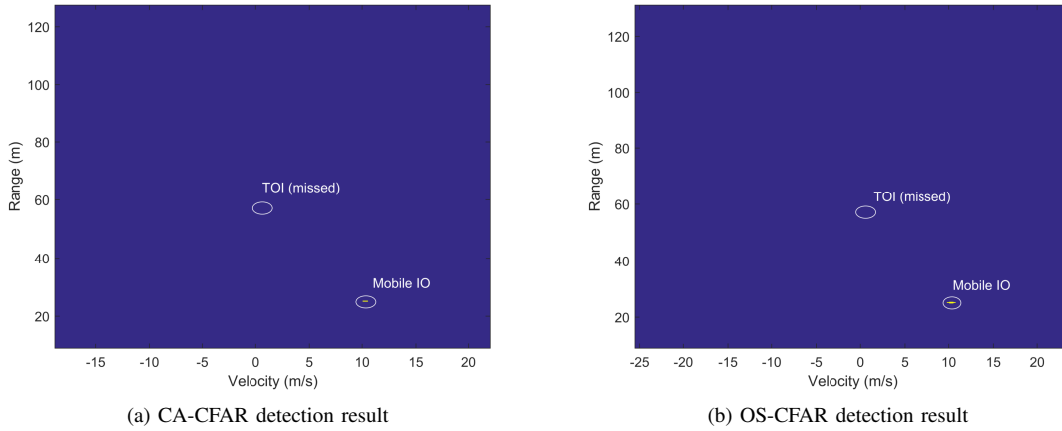 120
100
80
60
40
20
Range (m)
TOI (missed)
Mobile IO
-15 -10 -5 0 5 10 15 20
Velocity (m/s)
(a) CA-CFAR detection result
120
100
80
60
40
20
Range (m)
TOI (missed)
Mobile IO
-25 -20 -15 -10 -5 0 5 10 15 20
Velocity (m/s)
(b) OS-CFAR detection result